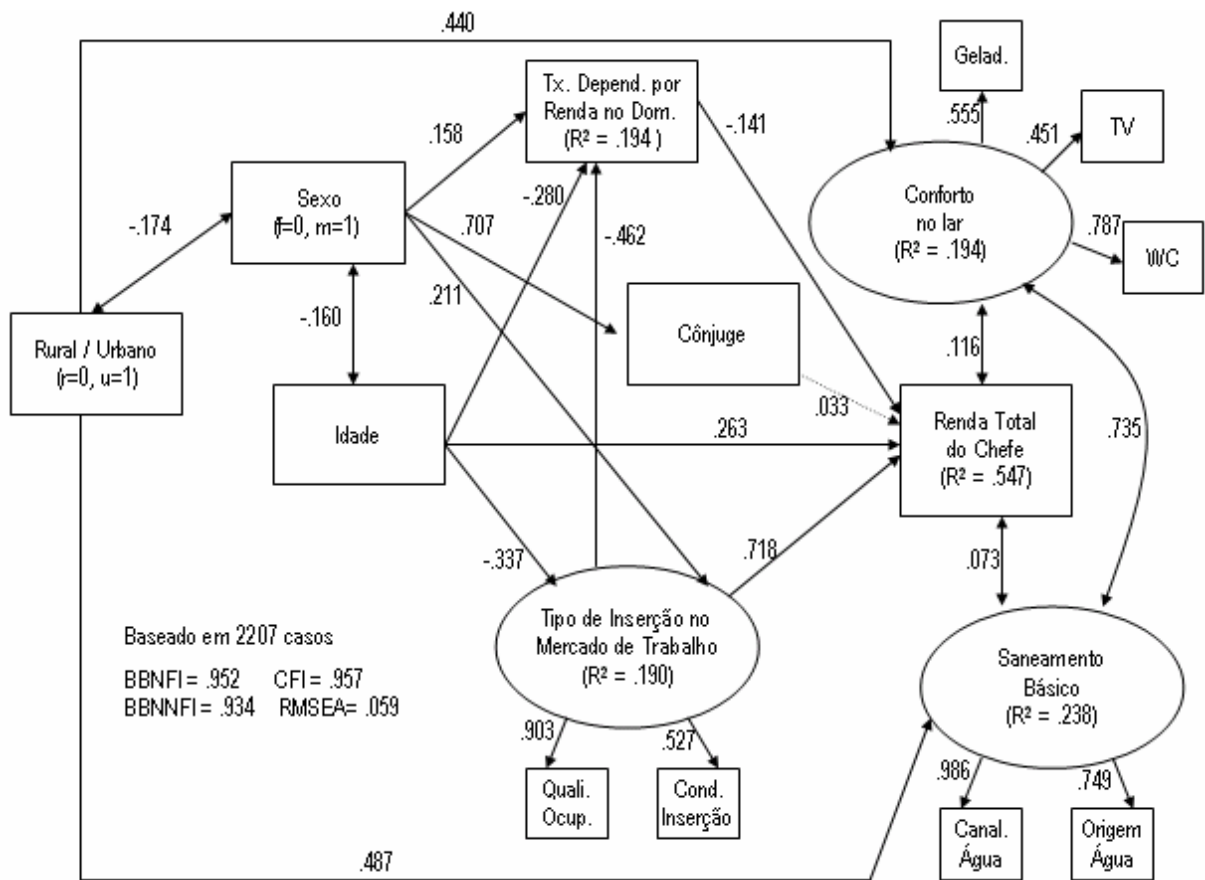 .440
Gelad.
.555
.451
TV
Tx. Depend. por
Renda no Dom.
(R² = .194 )
-.141
.158
Conforto
no lar
(R² = .194)
.787
WC
Sexo
(f=0, m=1)
-.174
-.280
.707
-.462
.211
-.160
Rural / Urbano
(r=0, u=1)
Cônjuge
.116
.033
Idade
.263
Renda Total
do Chefe
(R² = .547)
.735
-.337
.718
.073
Tipo de Inserção no
Mercado de Trabalho
(R² = .190)
Baseado em 2207 casos
BBNFI = .952 CFI = .957
BBNNFI = .934 RMSEA= .059
Saneamento
Básico
(R² = .238)
.903
.527
Quali.
Ocup.
Cond.
Inserção
.986
.749
Canal.
Água
Origem
Água
.487